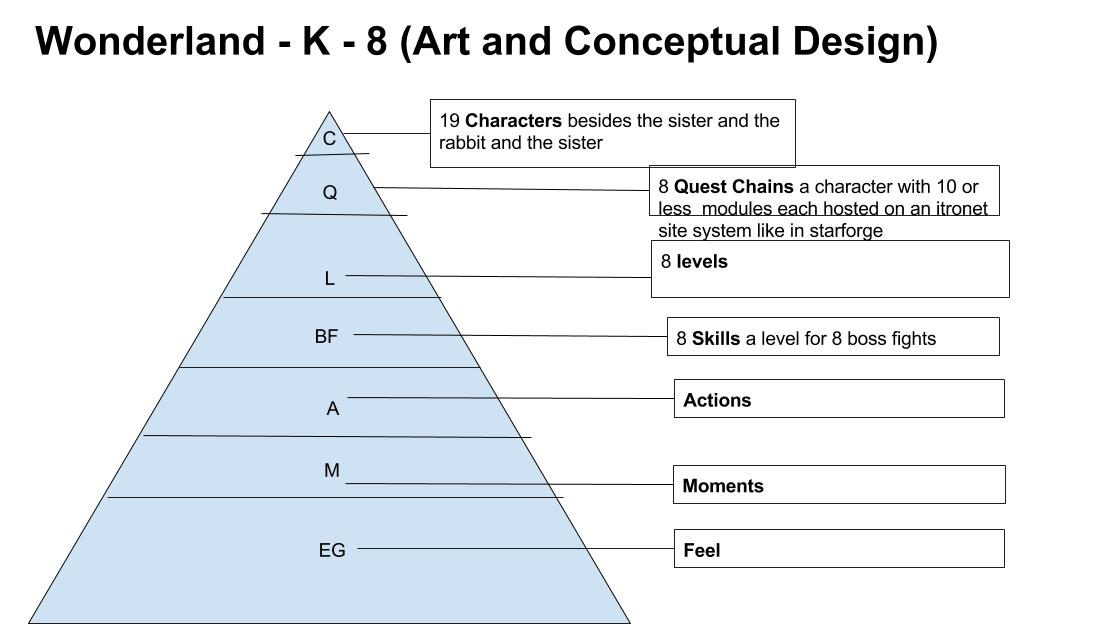 Wonderland - K - 8 (Art and Conceptual Design)
C
19 Characters besides the sister and the
rabbit and the sister
Q
8 Quest Chains a character with 10 or
less  modules each hosted on an itronet
site system like in starforge
L
8 levels
BF
8 Skills a level for 8 boss fights
A
Actions
M
Moments
EG
Feel